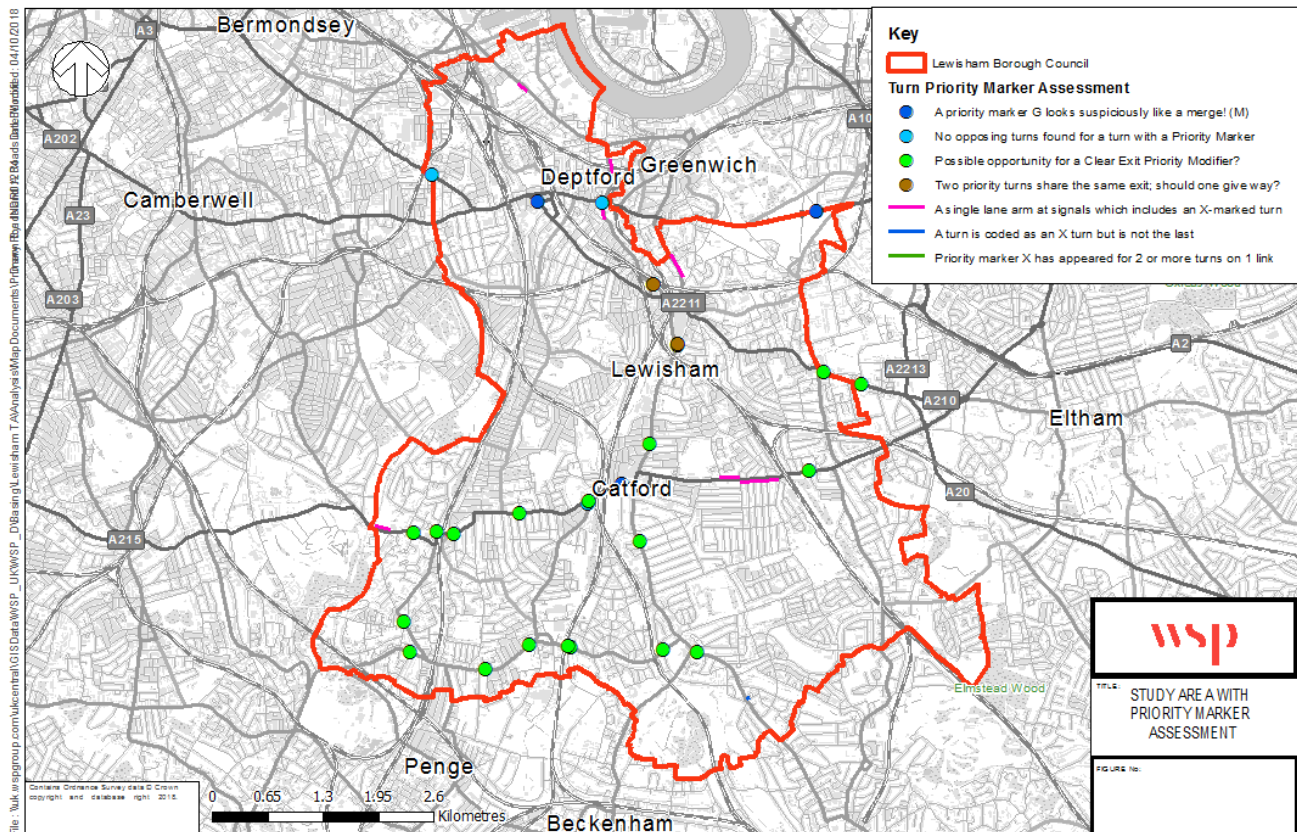 Bermondsey
A3
A202
Camberwell
A23
A203
A215
Deptford
Greenwich
A10
A2211
Lewisham
A2
A2213
A210
Eltham
A20
Catford
Elmstead Wood
Penge
Beckenham
Key
Lewisham Borough Council
Turn Priority Marker Assessment
A priority marker G looks suspiciously like a merge! (M)
No opposing turns found for a turn with a Priority Marker
Possible opportunity for a Clear Exit Priority Modifier?
Two priority turns share the same exit; should one give way?
A single lane arm at signals which includes an X-marked turn
A turn is coded as an X turn but is not the last
Priority marker X has appeared for 2 or more turns on 1 link
wsp
TITLE:
STUDY AREA WITH
PRIORITY MARKER
ASSESSMENT
FIGURE No:
Contains Ordnance Survey data © Crown
copyright and database right 2018.
0 0.65 1.3 1.95 2.6
Kilometres